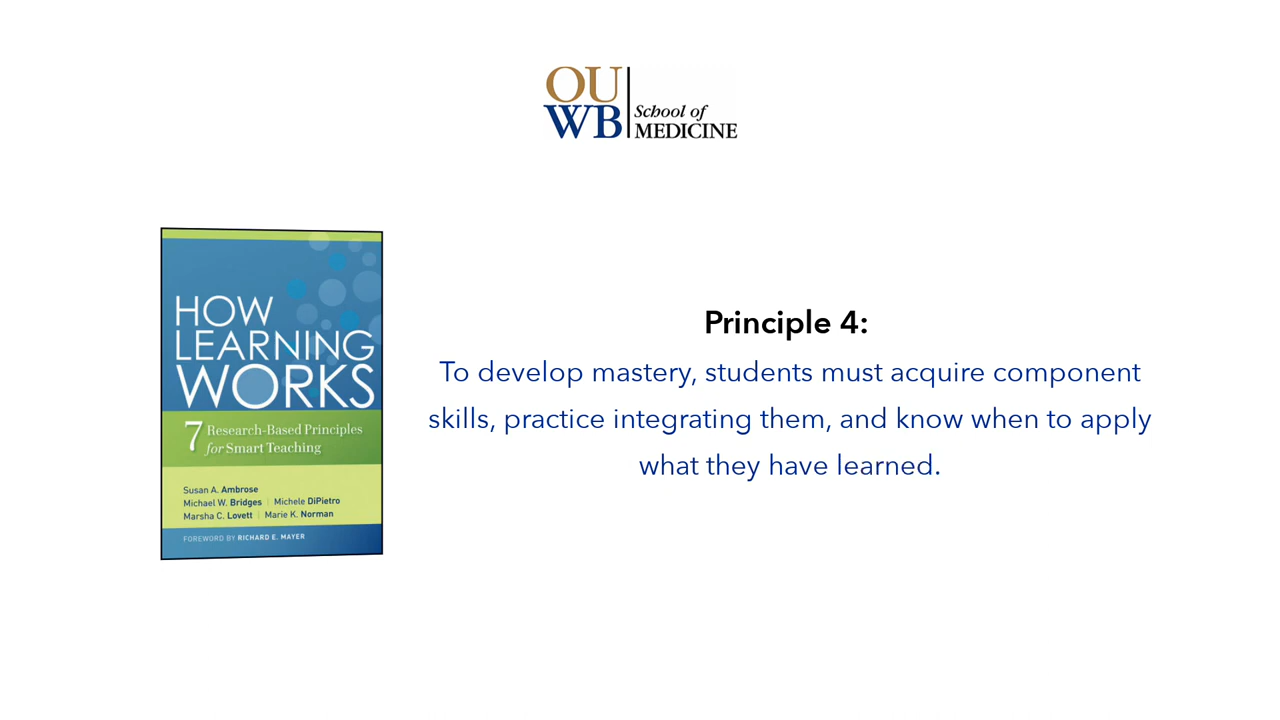 OU
WB
School of
MEDICINE
HOW
LEARNING
WORKS
7 Research-Based Principles
for Smart Teaching
Susan A. Ambrose
Michael W. Bridges | Michele DiPietro
Marsha C. Lovett | Marie K. Norman
FOREWORD BY RICHARD E. MAYER
Principle 4:
To develop mastery, students must acquire component
skills, practice integrating them, and know when to apply
what they have learned.